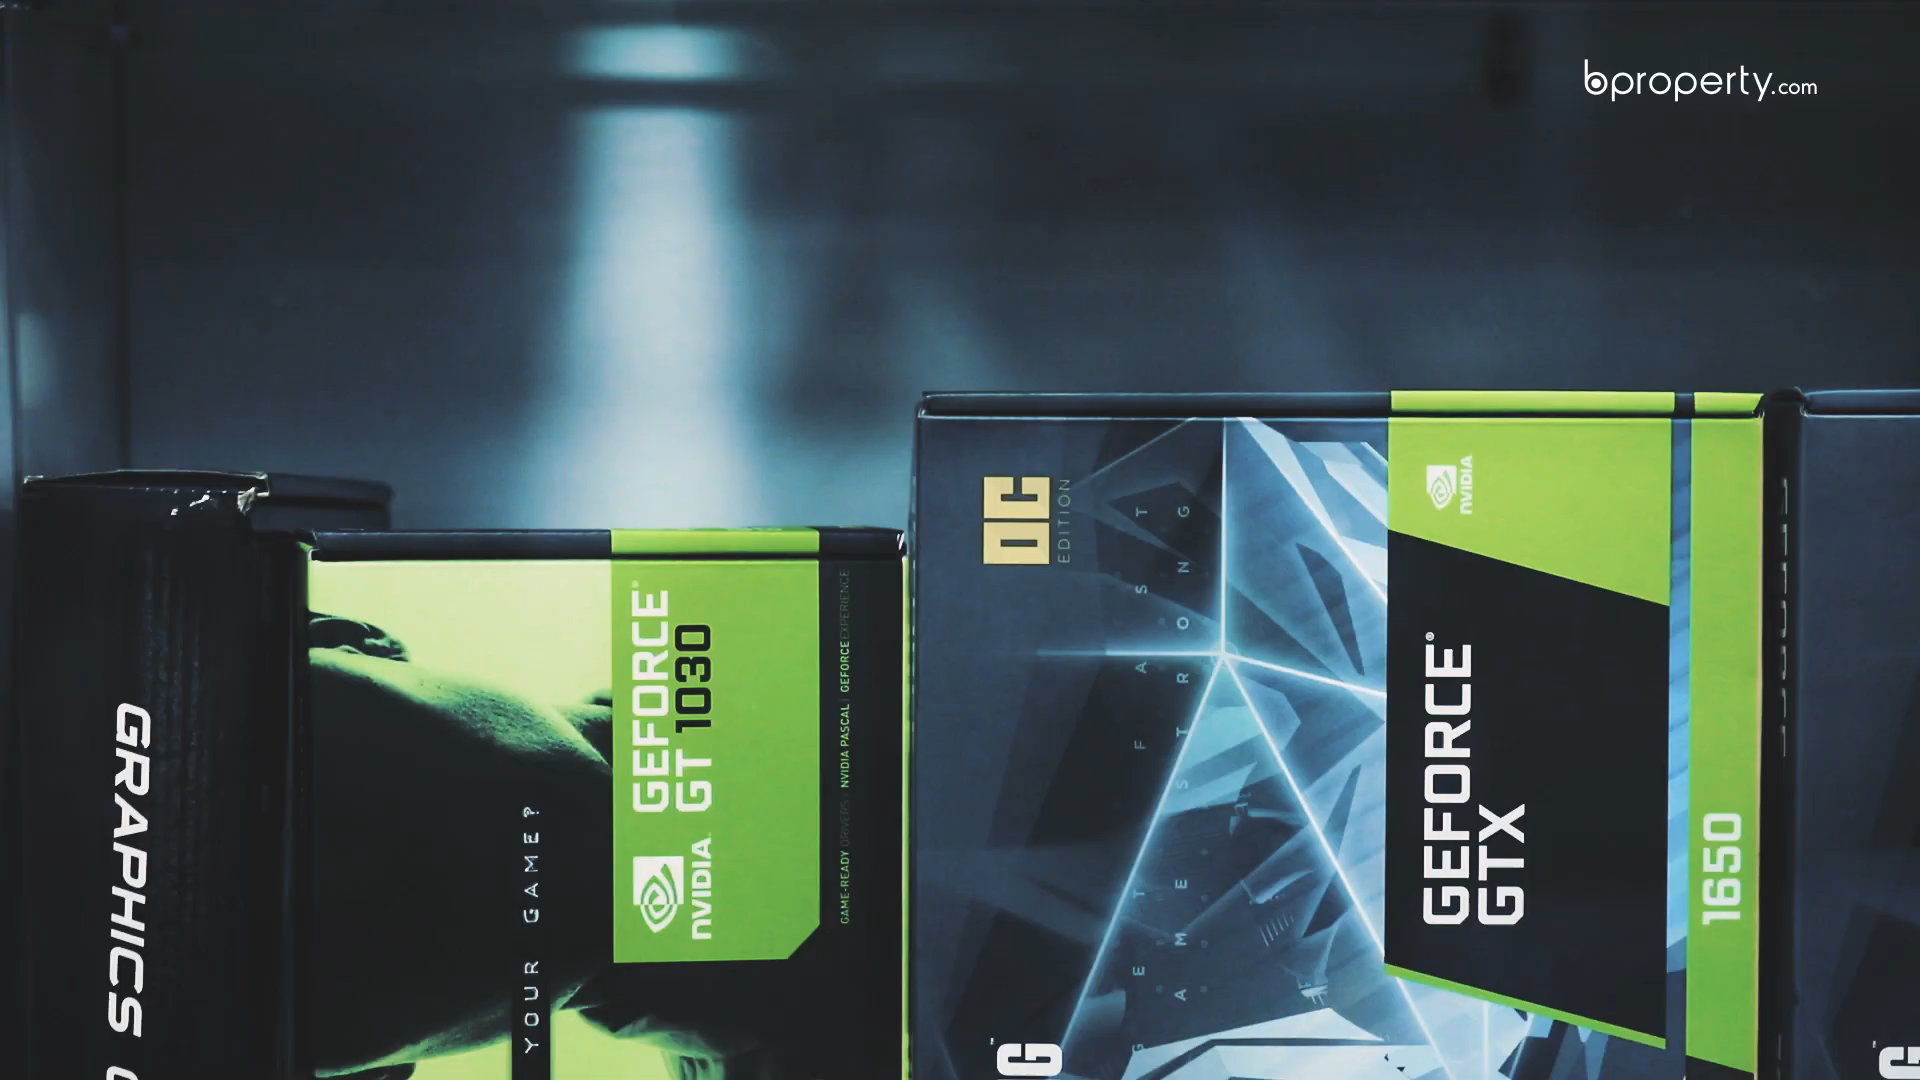 bproperty.com
GRAPHICS
YOUR GAME?
GEFORCE®
GT 1030
NVIDIA
GAME-READY DRIVERS | NVIDIA PASCAL | GEFORCE EXPERIENCE
OC
EDITION
GET FAST
GAME STRONG
NVIDIA
GEFORCE®
GTX
1650